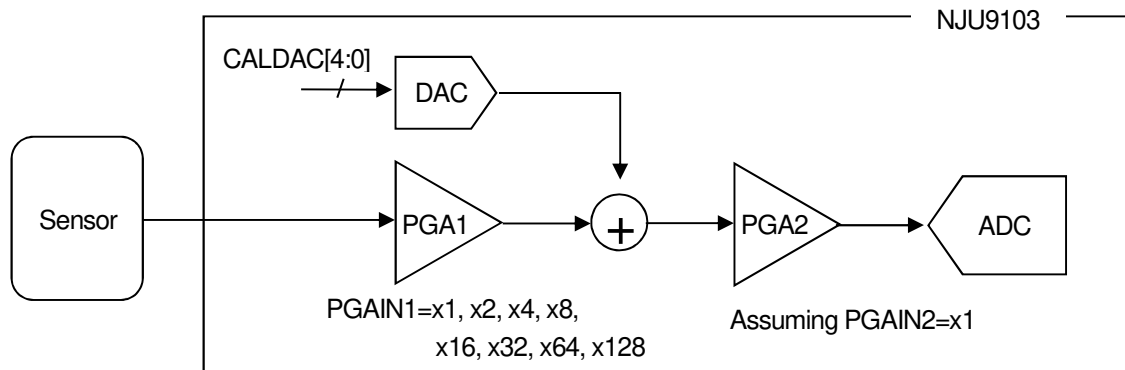 NJU9103
CALDAC[4:0]
DAC
Sensor
PGA1
+
PGA2
ADC
PGAIN1=x1, x2, x4, x8,
x16, x32, x64, x128
Assuming PGAIN2=x1